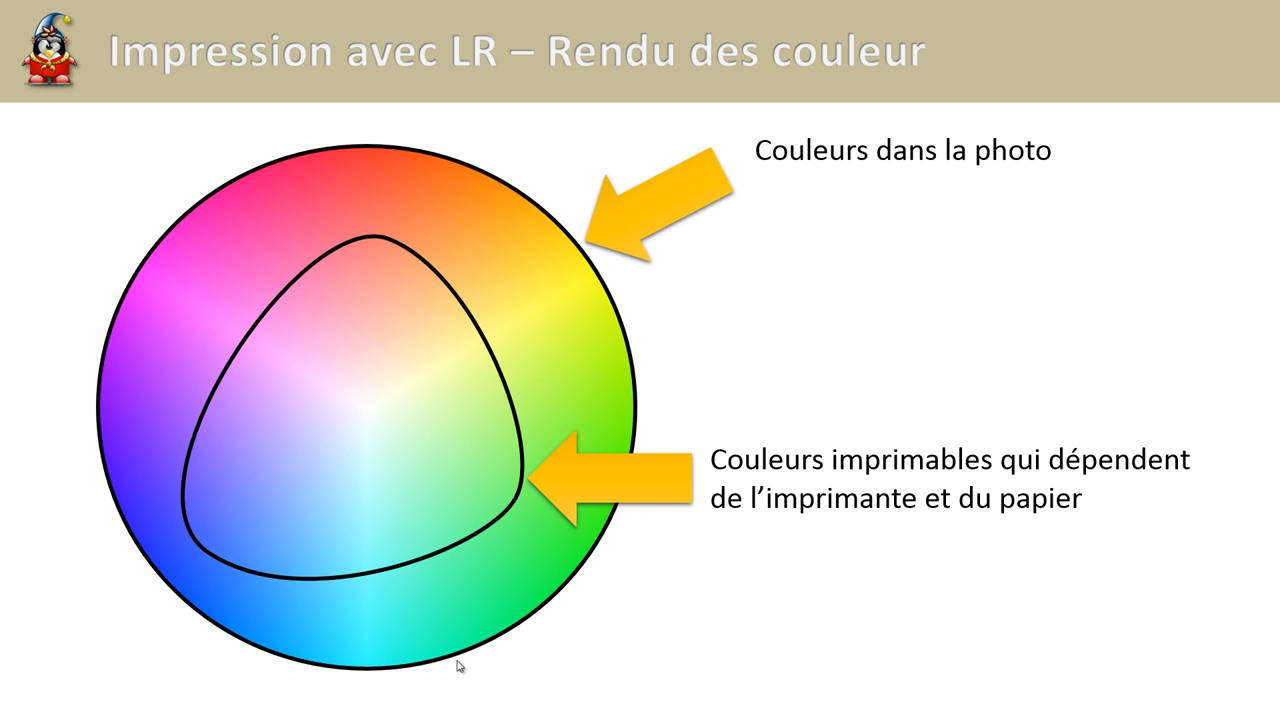 Impression avec LR – Rendu des couleur
Couleurs dans la photo
Couleurs imprimables qui dépendent
de l’imprimante et du papier